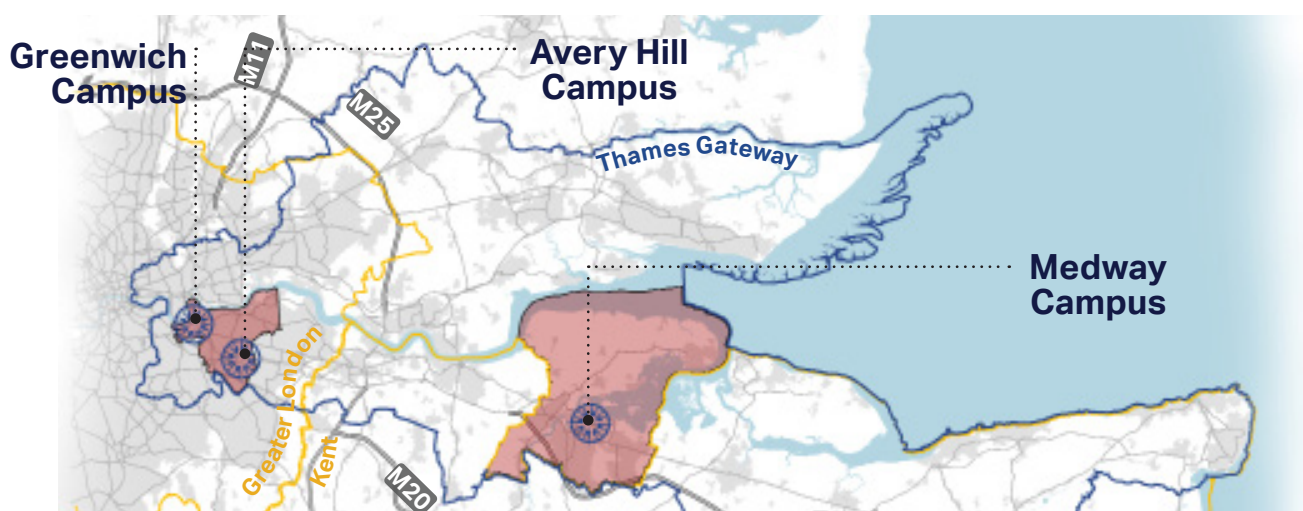 Greenwich
Campus
M11
Avery Hill
Campus
M25
Thames Gateway
Medway
Campus
Greater London
Kent
M20